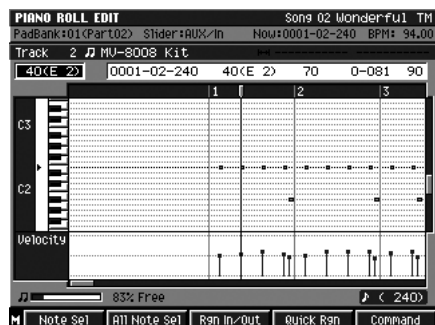 PIANO ROLL EDIT Song 02 Wonderful TM
PadBank:01(Part02) Slider:AUX/In Now:0001-02-240 BPM: 94.00
Track 2 MV-8008 Kit
40(E 2) 0001-02-240 40(E 2) 70 0-081 90
1 2 3
C3
C2
Velocity
83% Free ( 240)
M Note Sel All Note Sel Rgn In/Out Quick Rgn Command